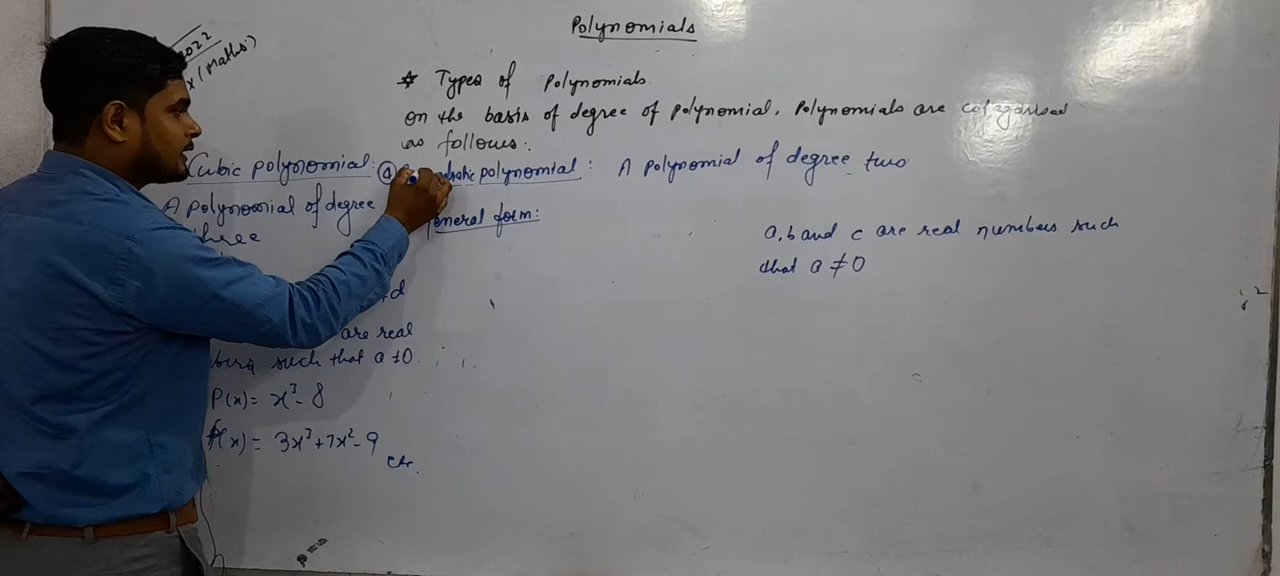 2022
x (Maths:)
Polynomials
* Types of Polynomials
on the basis of degree of polynomial, Polynomials are categorised
as follows:
Cubic polynomial:
A polynomial of degree
three
d
are real
such that a ≠ 0.
P(x) = x³ - 8
f(x) = 3x³ + 7x² - 9
etc.
polynomial : A polynomial of degree two
General form:
a, b and c are real numbers such
that a ≠ 0